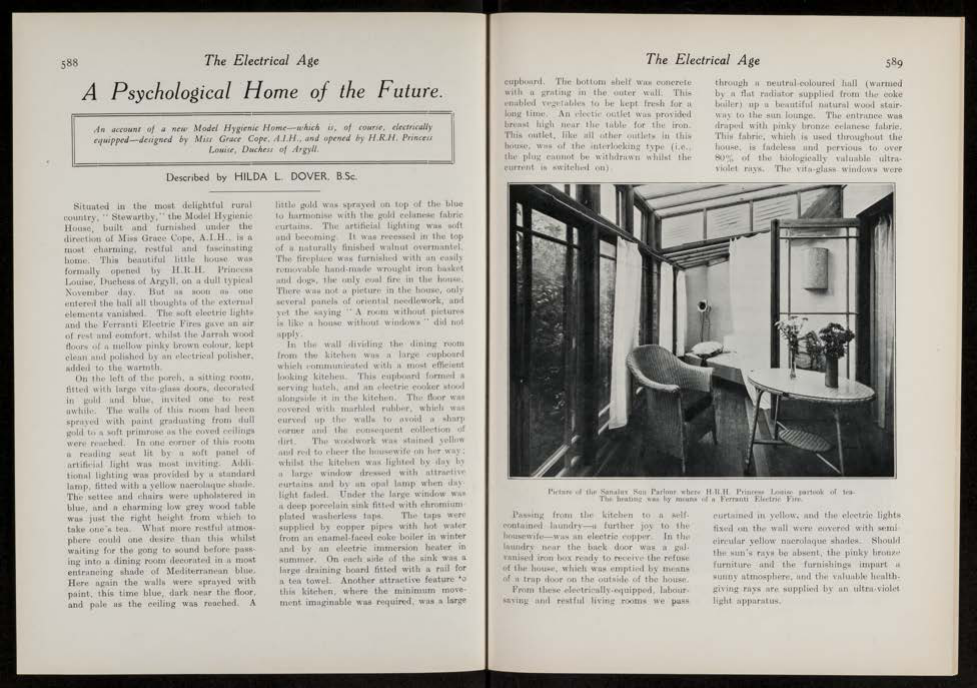 588
The Electrical Age
A Psychological Home of the Future.
An account of a new Model Hygienic Home—which is, of course, electrically
equipped—designed by Miss Grace Cope, A.I.H., and opened by H.R.H. Princess
Louise, Duchess of Argyll.
Described by HILDA L. DOVER, B.Sc.
Situated in the most delightful rural
country, " Stewartby," the Model Hygienic
House, built and furnished under the
direction of Miss Grace Cope, A.I.H., is a
most charming, restful and fascinating
home. This beautiful little house was
formally opened by H.R.H. Princess
Louise, Duchess of Argyll, on a dull typical
November day. But as soon as one
entered the hall all thoughts of the external
elements vanished. The soft electric lights
and the Ferranti Electric Fires gave an air
of rest and comfort, whilst the Jarrah wood
floors of a mellow pinky brown colour, kept
clean and polished by an electrical polisher,
added to the warmth.
On the left of the porch, a sitting room,
fitted with large vita-glass doors, decorated
in gold and blue, invited one to rest
awhile. The walls of this room had been
sprayed with paint graduating from dull
gold to a soft primrose as the coved ceilings
were reached. In one corner of this room
a reading seat lit by a soft panel of
artificial light was most inviting. Addi-
tional lighting was provided by a standard
lamp, fitted with a yellow nacrolaque shade.
The settee and chairs were upholstered in
blue, and a charming low grey wood table
was just the right height from which to
take one's tea. What more restful atmos-
phere could one desire than this whilst
waiting for the gong to sound before pass-
ing into a dining room decorated in a most
entrancing shade of Mediterranean blue.
Here again the walls were sprayed with
paint, this time blue, dark near the floor,
and pale as the ceiling was reached. A
little gold was sprayed on top of the blue
to harmonise with the gold celanese fabric
curtains. The artificial lighting was soft
and becoming. It was recessed in the top
of a naturally finished walnut overmantel.
The fireplace was furnished with an easily
removable hand-made wrought iron basket
and dogs, the only coal fire in the house.
There was not a picture in the house, only
several panels of oriental needlework, and
yet the saying " A room without pictures
is like a house without windows " did not
apply.
In the wall dividing the dining room
from the kitchen was a large cupboard
which communicated with a most efficient
looking kitchen. This cupboard formed a
serving hatch, and an electric cooker stood
alongside it in the kitchen. The floor was
covered with marbled rubber, which was
curved up the walls to avoid a sharp
corner and the consequent collection of
dirt. The woodwork was stained yellow
and red to cheer the housewife on her way;
whilst the kitchen was lighted by day by
a large window dressed with attractive
curtains and by an opal lamp when day-
light faded. Under the large window was
a deep porcelain sink fitted with chromium-
plated washerless taps. The taps were
supplied by copper pipes with hot water
from an enamel-faced coke boiler in winter
and by an electric immersion heater in
summer. On each side of the sink was a
large draining board fitted with a rail for
a tea towel. Another attractive feature
this kitchen, where the minimum move-
ment imaginable was required, was a large
The Electrical Age
589
cupboard. The bottom shelf was concrete
with a grating in the outer wall. This
enabled vegetables to be kept fresh for a
long time. An electic outlet was provided
breast high near the table for the iron.
This outlet, like all other outlets in this
house, was of the interlocking type (i.e.,
the plug cannot be withdrawn whilst the
current is switched on).
through a neutral-coloured hall (warmed
by a flat radiator supplied from the coke
boiler) up a beautiful natural wood stair-
way to the sun lounge. The entrance was
draped with pinky bronze celanese fabric.
This fabric, which is used throughout the
house, is fadeless and pervious to over
80% of the biologically valuable ultra-
violet rays. The vita-glass windows were
Picture of the Sun Parlour where H.R.H. Princess Louise partook of tea.
The heating was by means of a Ferranti Electric Fire.
Passing from the kitchen to a self-
contained laundry—a further joy to the
housewife—was an electric copper. In the
laundry near the back door was a gal-
vanised iron box ready to receive the refuse
of the house, which was emptied by means
of a trap door on the outside of the house.
From these electrically-equipped, labour-
saving and restful living rooms we pass
curtained in yellow, and the electric lights
fixed on the wall were covered with semi-
circular yellow nacrolaque shades. Should
the sun's rays be absent, the pinky bronze
furniture and the furnishings impart a
sunny atmosphere, and the valuable health-
giving rays are supplied by an ultra-violet
light apparatus.